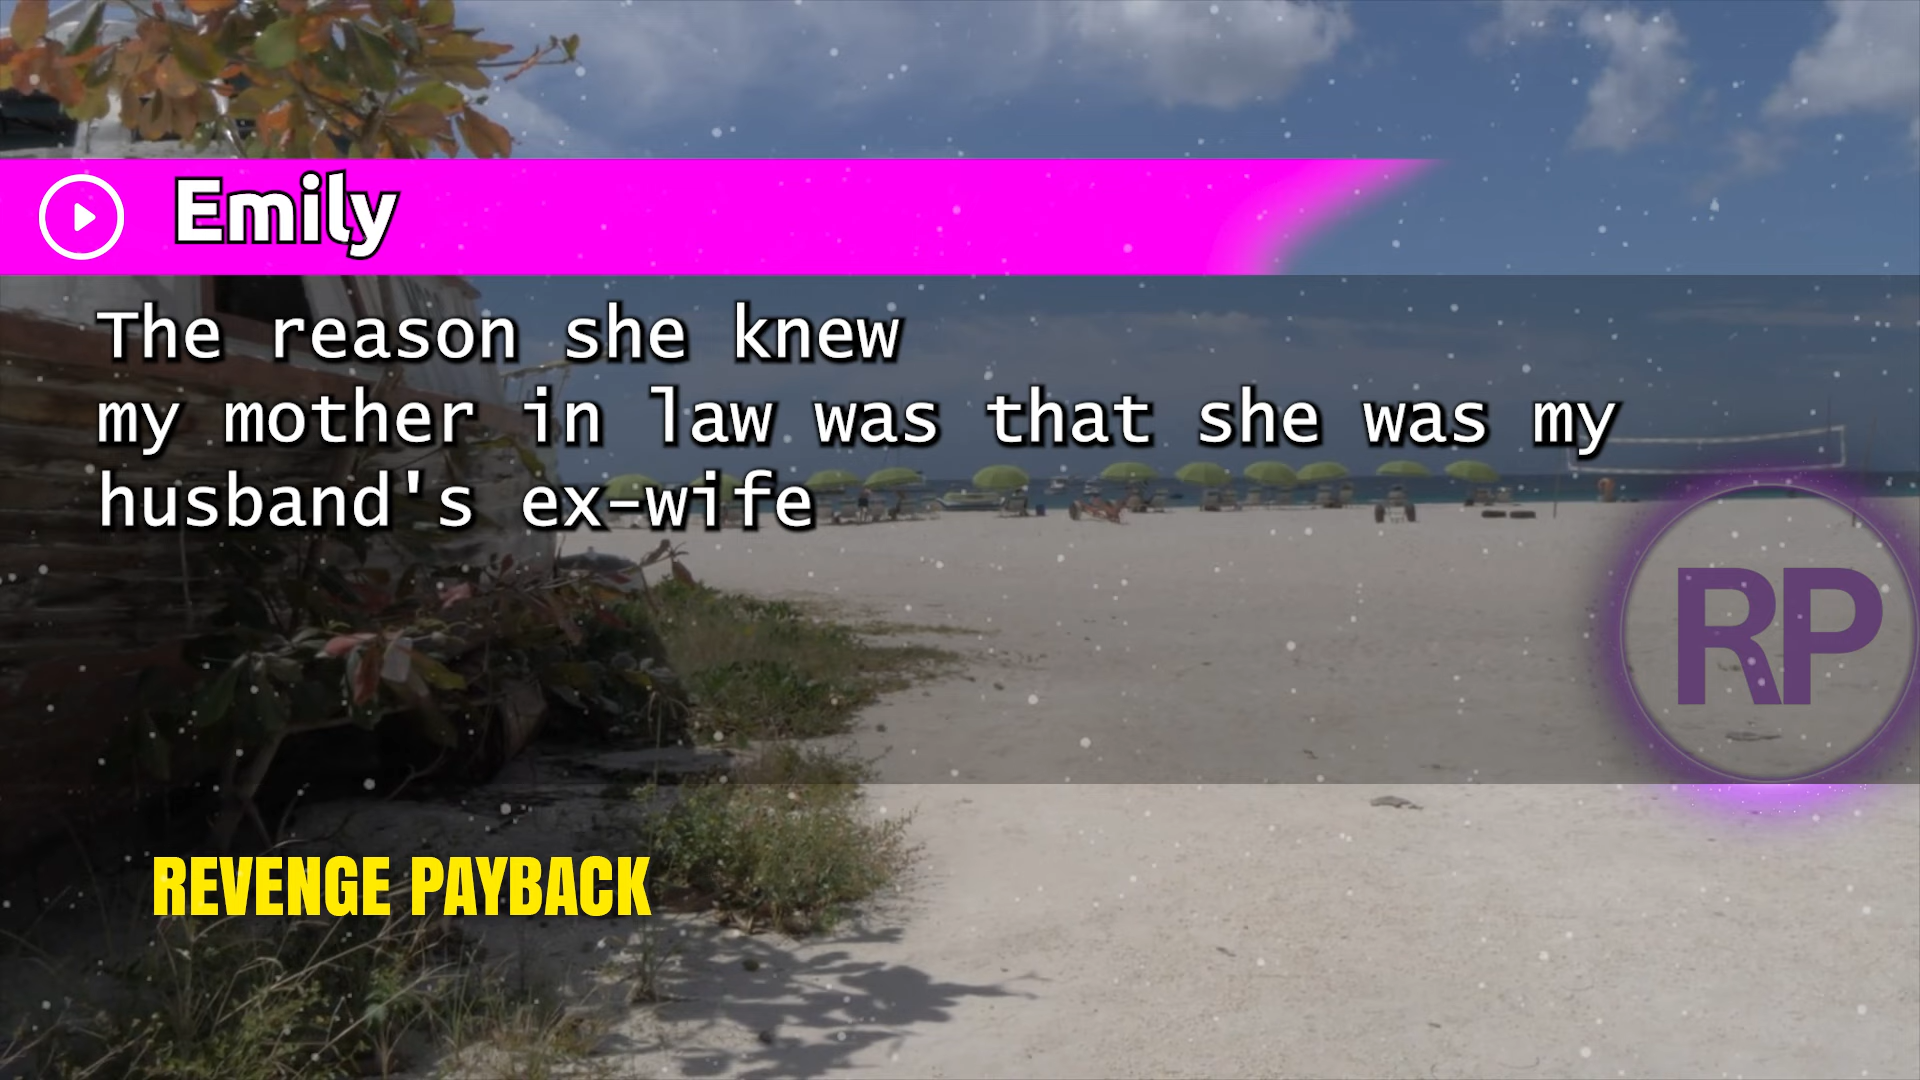 Emily
The reason she knew
my mother in law was that she was my
husband's ex-wife
RP
REVENGE PAYBACK